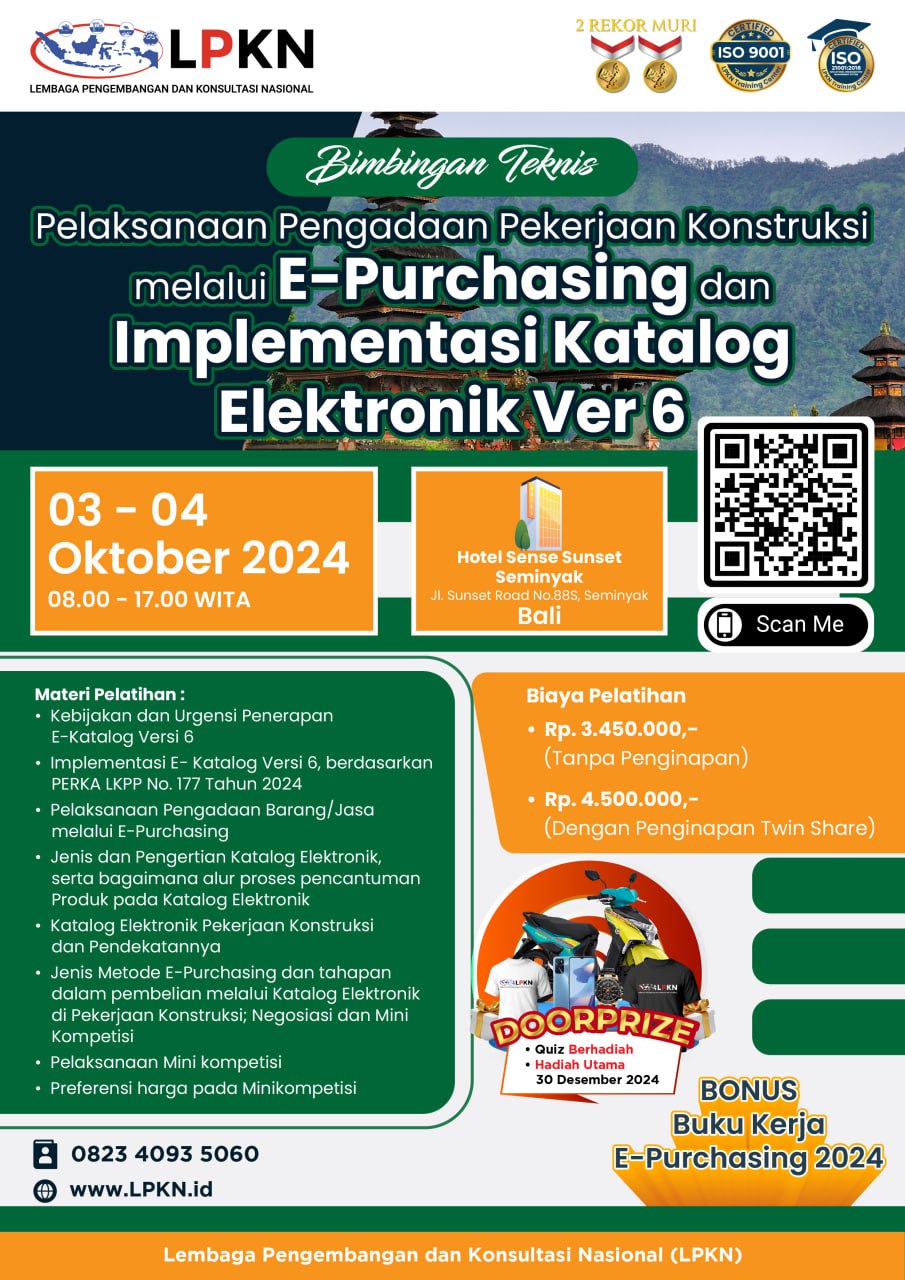 LPKN
LEMBAGA PENGEMBANGAN DAN KONSULTASI NASIONAL
2 REKOR MURI
CERTIFIED
ISO 9001
LPKN Training Center
CERTIFIED
ISO
21001:2018
LPKN Training Center
Bimbingan Teknis
Pelaksanaan Pengadaan Pekerjaan Konstruksi
melalui E-Purchasing dan
Implementasi Katalog
Elektronik Ver 6
03 - 04
Oktober 2024
08.00 - 17.00 WITA
Hotel Sense Sunset
Seminyak
Jl. Sunset Road No.88S, Seminyak
Bali
Scan Me
Materi Pelatihan :
• Kebijakan dan Urgensi Penerapan
E-Katalog Versi 6
• Implementasi E- Katalog Versi 6, berdasarkan
PERKA LKPP No. 177 Tahun 2024
• Pelaksanaan Pengadaan Barang/Jasa
melalui E-Purchasing
• Jenis dan Pengertian Katalog Elektronik,
serta bagaimana alur proses pencantuman
Produk pada Katalog Elektronik
• Katalog Elektronik Pekerjaan Konstruksi
dan Pendekatannya
• Jenis Metode E-Purchasing dan tahapan
dalam pembelian melalui Katalog Elektronik
di Pekerjaan Konstruksi; Negosiasi dan Mini
Kompetisi
• Pelaksanaan Mini kompetisi
• Preferensi harga pada Minikompetisi
Biaya Pelatihan
• Rp. 3.450.000,-
(Tanpa Penginapan)
• Rp. 4.500.000,-
(Dengan Penginapan Twin Share)
LPKN
LPKN
DOORPRIZE
• Quiz Berhadiah
• Hadiah Utama
30 Desember 2024
BONUS
Buku Kerja
E-Purchasing 2024
0823 4093 5060
www.LPKN.id
Lembaga Pengembangan dan Konsultasi Nasional (LPKN)